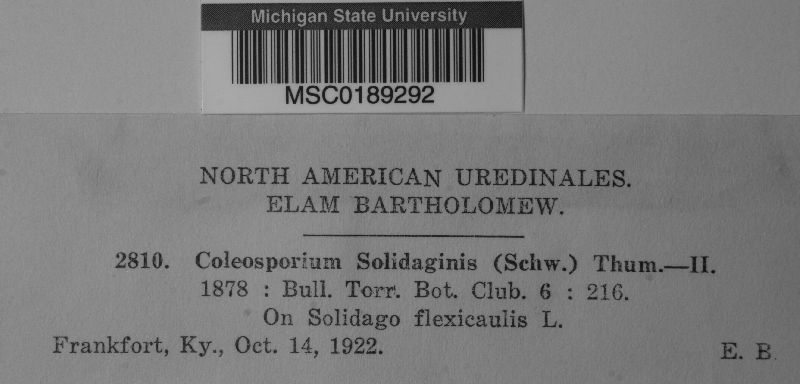 Michigan State University
MSC0189292
NORTH AMERICAN UREDINALES.
ELAM BARTHOLOMEW.
2810. Coleosporium Solidaginis (Schw.) Thum.—II.
1878 : Bull. Torr. Bot. Club. 6 : 216.
On Solidago flexicaulis L.
Frankfort, Ky., Oct. 14, 1922.
E. B.